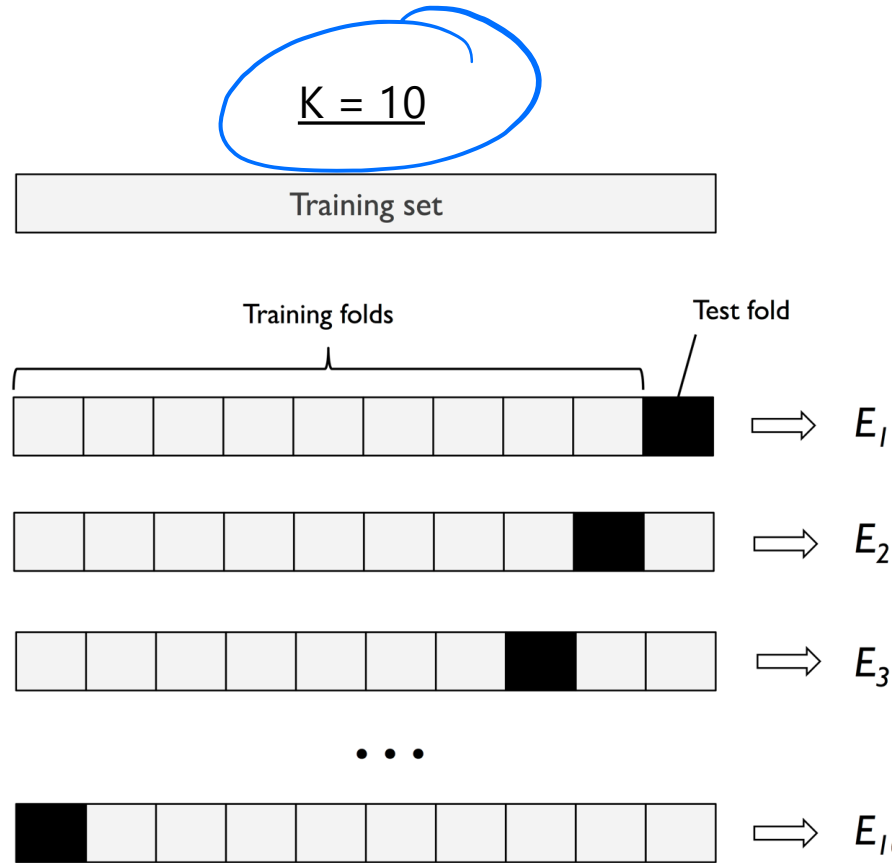 K = 10
Training set
Training folds
Test fold
E1
E2
E3
• • •